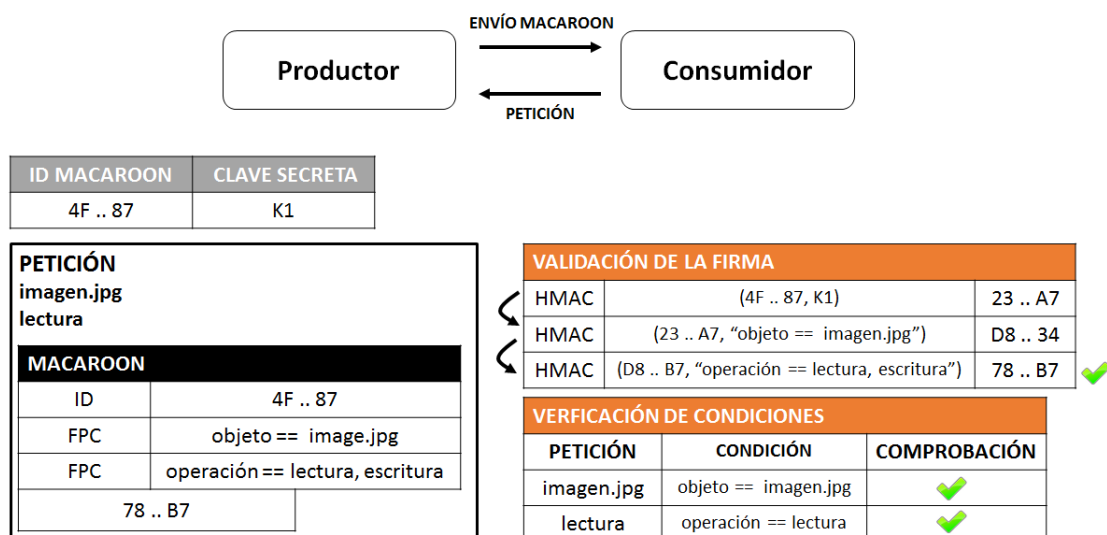 ENVÍO MACAROON
Productor
Consumidor
PETICIÓN
ID MACAROON CLAVE SECRETA
4F .. 87 K1
PETICIÓN
imagen.jpg
lectura
MACAROON
ID 4F .. 87
FPC objeto == image.jpg
FPC operación == lectura, escritura
78 .. B7
VALIDACIÓN DE LA FIRMA
HMAC (4F .. 87, K1) 23 .. A7
HMAC (23 .. A7, “objeto == imagen.jpg”) D8 .. 34
HMAC (D8 .. B7, “operación == lectura, escritura”) 78 .. B7
VERFICACIÓN DE CONDICIONES
PETICIÓN CONDICIÓN COMPROBACIÓN
imagen.jpg objeto == imagen.jpg
lectura operación == lectura